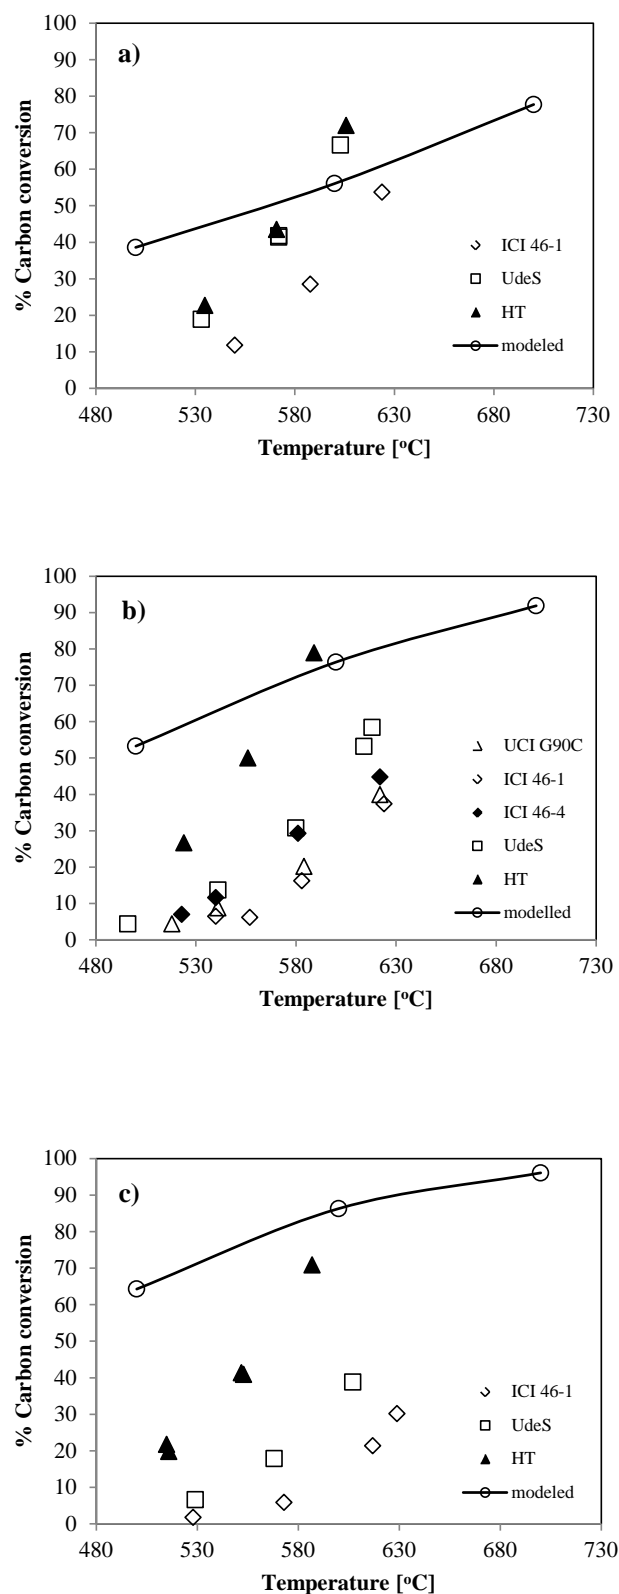 100
90
80
70
60
50
40
30
20
10
0
% Carbon conversion
a)
ICI 46-1
UdeS
HT
modeled
480
530
580
630
680
730
Temperature [°C]
100
90
80
70
60
50
40
30
20
10
0
% Carbon conversion
b)
UCI G90C
ICI 46-1
ICI 46-4
UdeS
HT
modelled
480
530
580
630
680
730
Temperature [°C]
100
90
80
70
60
50
40
30
20
10
0
% Carbon conversion
c)
ICI 46-1
UdeS
HT
modeled
480
530
580
630
680
730
Temperature [°C]